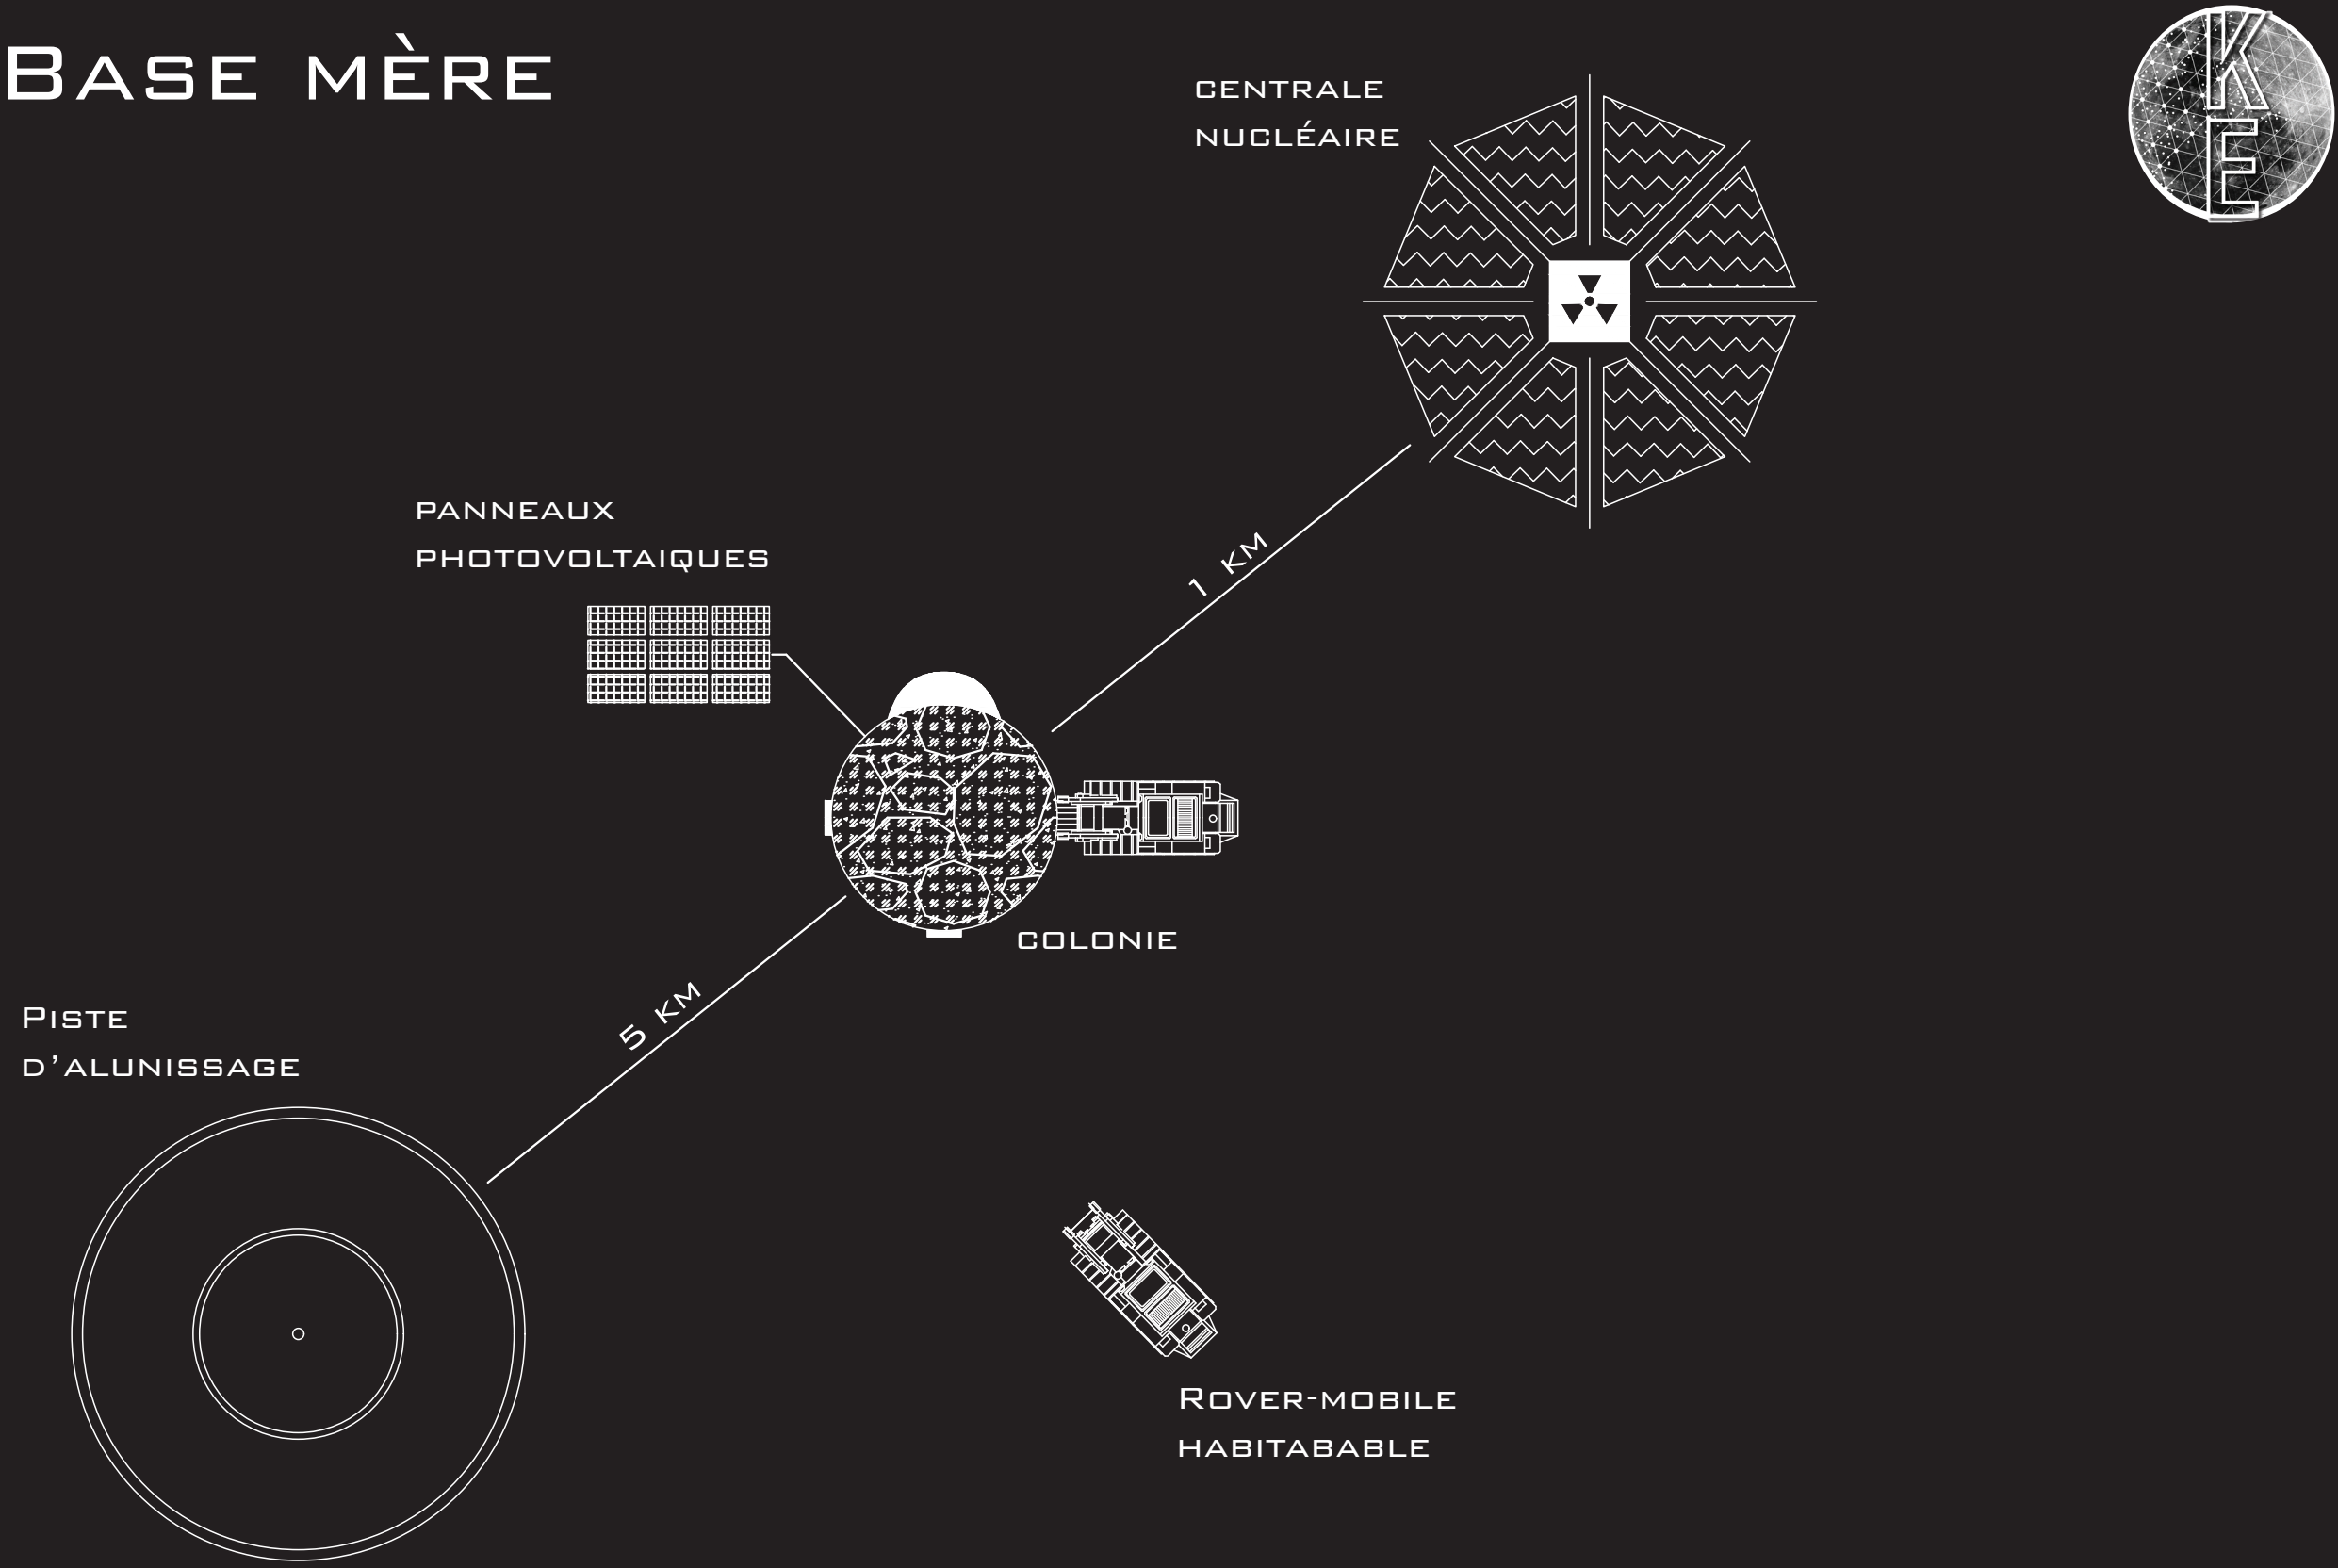 Base mère
centrale
nucléaire
K
E
panneaux
photovoltaiques
1 km
colonie
5 km
Piste
d'alunissage
Rover-mobile
habitabable